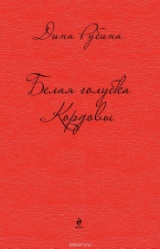 Дина Рубина
Белая голубка
Кордовы